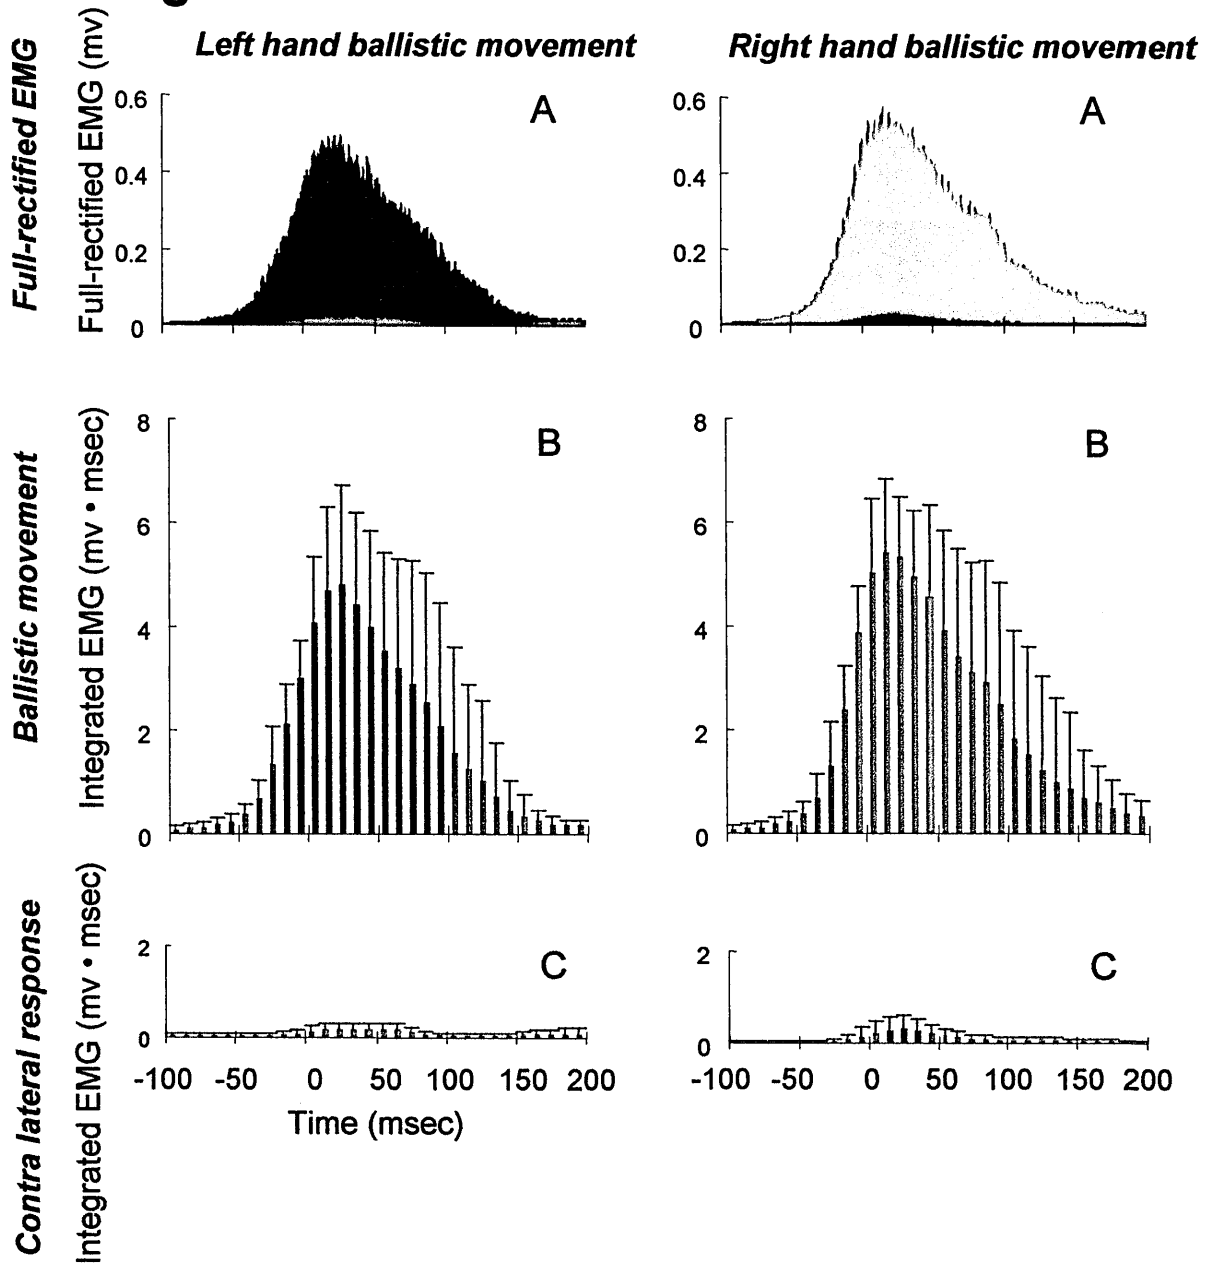 Left hand ballistic movement
Right hand ballistic movement
Full-rectified EMG
Full-rectified EMG (mv)
0.6
0.4
0.2
0
A
0.6
0.4
0.2
0
A
Ballistic movement
Integrated EMG (mv • msec)
8
6
4
2
0
B
8
6
4
2
0
B
Contra lateral response
Integrated EMG (mv • msec)
2
0
C
2
0
C
-100 -50 0 50 100 150 200
-100 -50 0 50 100 150 200
Time (msec)